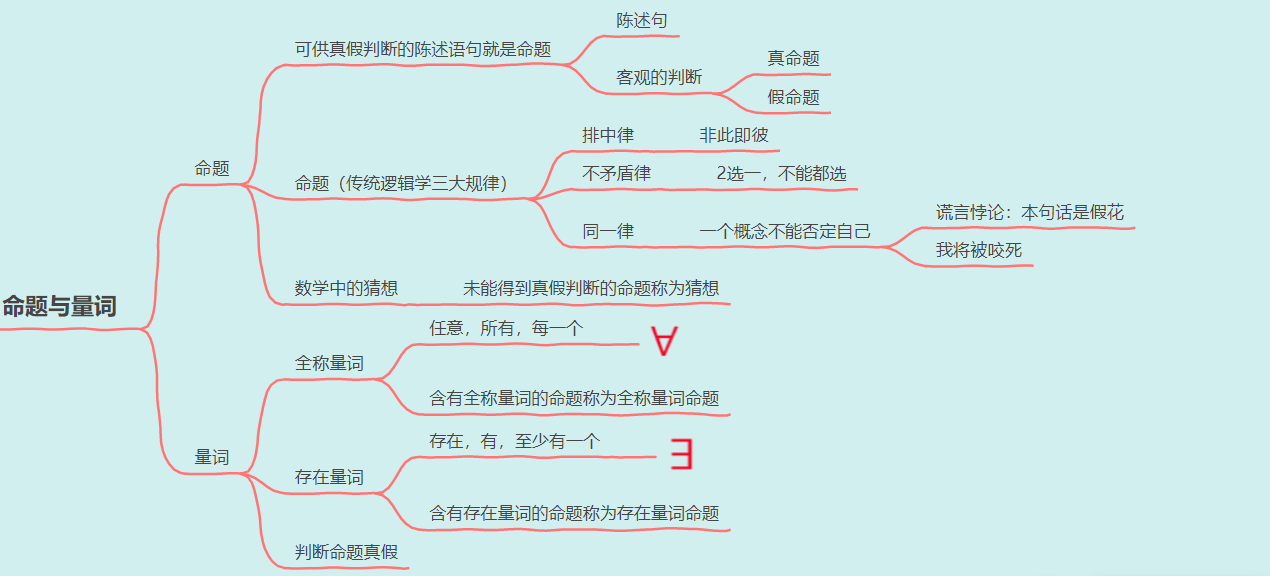 命题与量词
命题
可供真假判断的陈述语句就是命题
陈述句
客观的判断
真命题
假命题
命题（传统逻辑学三大规律）
排中律 非此即彼
不矛盾律 2选一，不能都选
同一律 一个概念不能否定自己
谎言悖论：本句话是假花
我将被咬死
数学中的猜想 未能得到真假判断的命题称为猜想
量词
全称量词
任意，所有，每一个 ∀
含有全称量词的命题称为全称量词命题
存在量词
存在，有，至少有一个 ∃
含有存在量词的命题称为存在量词命题
判断命题真假